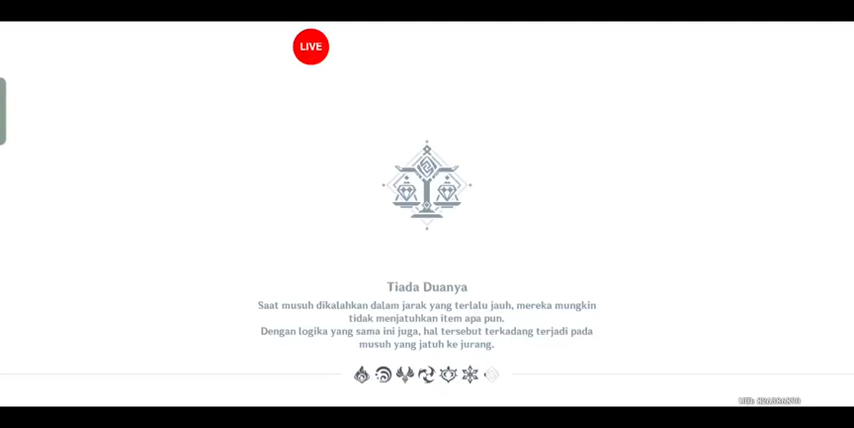 LIVE
Tiada Duanya
Saat musuh dikalahkan dalam jarak yang terlalu jauh, mereka mungkin
tidak menjatuhkan item apa pun.
Dengan logika yang sama ini juga, hal tersebut terkadang terjadi pada
musuh yang jatuh ke jurang.